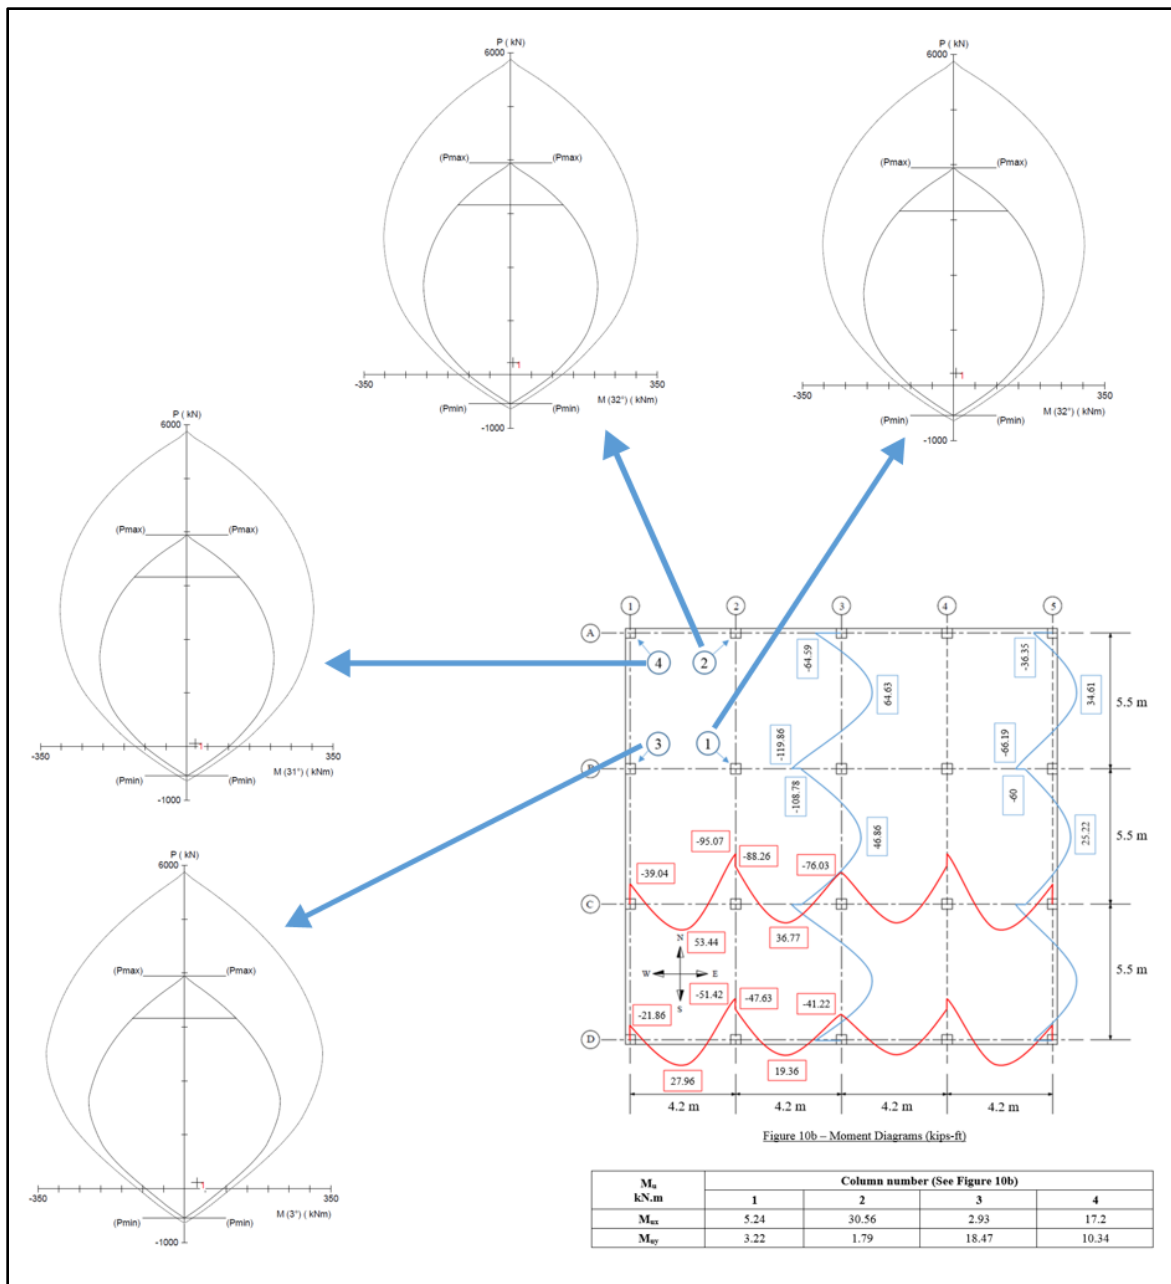 P ( kN)
6000
(Pmax)
(Pmax)
-350
350
M (32°) ( kNm)
(Pmin)
(Pmin)
-1000
P ( kN)
6000
(Pmax)
(Pmax)
-350
350
M (32°) ( kNm)
(Pmin)
(Pmin)
-1000
P ( kN)
6000
(Pmax)
(Pmax)
-350
350
M (31°) ( kNm)
(Pmin)
(Pmin)
-1000
P ( kN)
6000
(Pmax)
(Pmax)
-350
350
M (3°) ( kNm)
(Pmin)
(Pmin)
-1000
1 2 3 4 5
A
4 2
-64.59
64.63
-36.35
34.61
5.5 m
3 1
-119.86
-66.19
-108.78
-60
46.86
25.22
5.5 m
-95.07
-88.26
-76.03
-39.04
C
53.44
36.77
N
W E
S
5.5 m
-51.42
-47.63
-41.22
-21.86
D
27.96
19.36
4.2 m 4.2 m 4.2 m 4.2 m
Figure 10b – Moment Diagrams (kips-ft)
Mu kN.m
Column number (See Figure 10b)
1 2 3 4
Mux 5.24 30.56 2.93 17.2
Muy 3.22 1.79 18.47 10.34